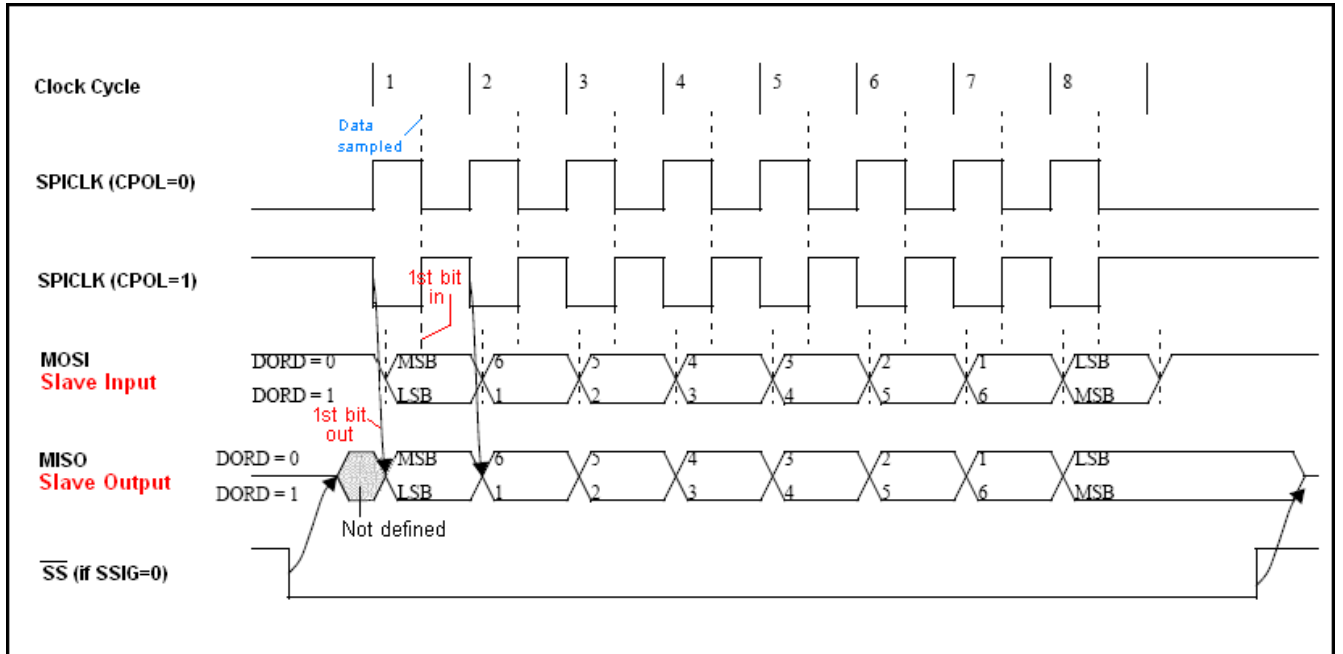 Clock Cycle 1 2 3 4 5 6 7 8
Data
sampled
SPICLK (CPOL=0)
SPICLK (CPOL=1)
1st bit
in
MOSI
Slave Input
DORD = 0 MSB 6 5 4 3 2 1 LSB
DORD = 1 LSB 1 2 3 4 5 6 MSB
1st bit
out
MISO
Slave Output
DORD = 0 MSB 6 5 4 3 2 1 LSB
DORD = 1 LSB 1 2 3 4 5 6 MSB
Not defined
SS (if SSIG=0)